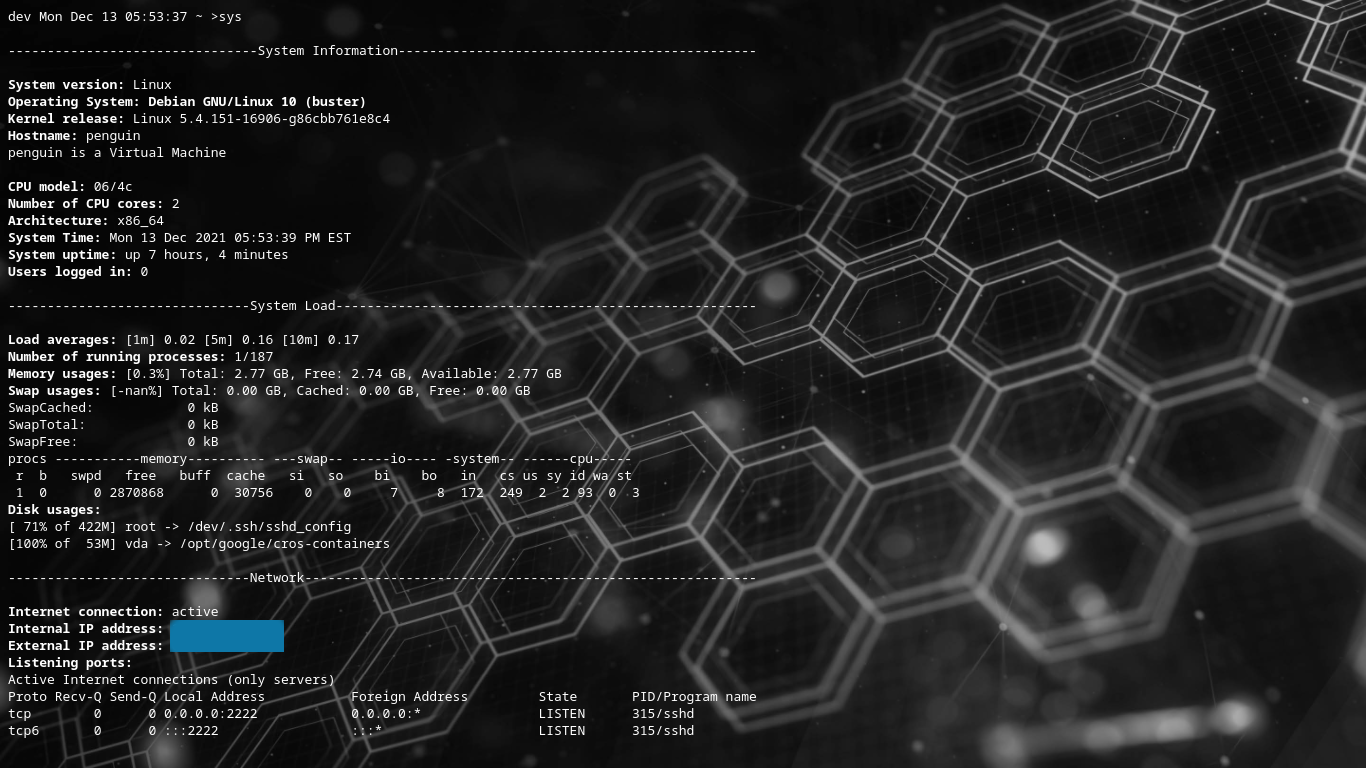 dev Mon Dec 13 05:53:37 ~ >sys
--------------------------------System Information----------------------------------------------
System version: Linux
Operating System: Debian GNU/Linux 10 (buster)
Kernel release: Linux 5.4.151-16906-g86cbb761e8c4
Hostname: penguin
penguin is a Virtual Machine
CPU model: 06/4c
Number of CPU cores: 2
Architecture: x86_64
System Time: Mon 13 Dec 2021 05:53:39 PM EST
System uptime: up 7 hours, 4 minutes
Users logged in: 0
-------------------------------System Load------------------------------------------------------
Load averages: [1m] 0.02 [5m] 0.16 [10m] 0.17
Number of running processes: 1/187
Memory usages: [0.3%] Total: 2.77 GB, Free: 2.74 GB, Available: 2.77 GB
Swap usages: [-nan%] Total: 0.00 GB, Cached: 0.00 GB, Free: 0.00 GB
SwapCached:            0 kB
SwapTotal:             0 kB
SwapFree:              0 kB
procs -----------memory---------- ---swap-- -----io---- -system-- ------cpu-----
 r  b   swpd   free   buff  cache   si   so    bi    bo   in   cs us sy id wa st
 1  0      0 2870868      0  30756    0    0     7     8  172  249  2  2 93  0  3
Disk usages:
[ 71% of 422M] root -> /dev/.ssh/sshd_config
[100% of  53M] vda -> /opt/google/cros-containers
-------------------------------Network----------------------------------------------------------
Internet connection: active
Internal IP address:
External IP address:
Listening ports:
Active Internet connections (only servers)
Proto Recv-Q Send-Q Local Address           Foreign Address         State       PID/Program name
tcp        0      0 0.0.0.0:2222            0.0.0.0:*               LISTEN      315/sshd
tcp6       0      0 :::2222                 :::*                    LISTEN      315/sshd